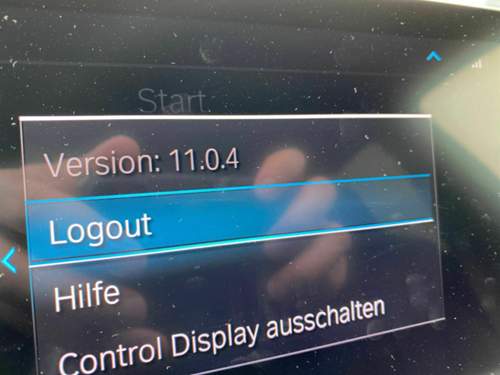 Start
Version: 11.0.4
Logout
Hilfe
Control Display ausschalten